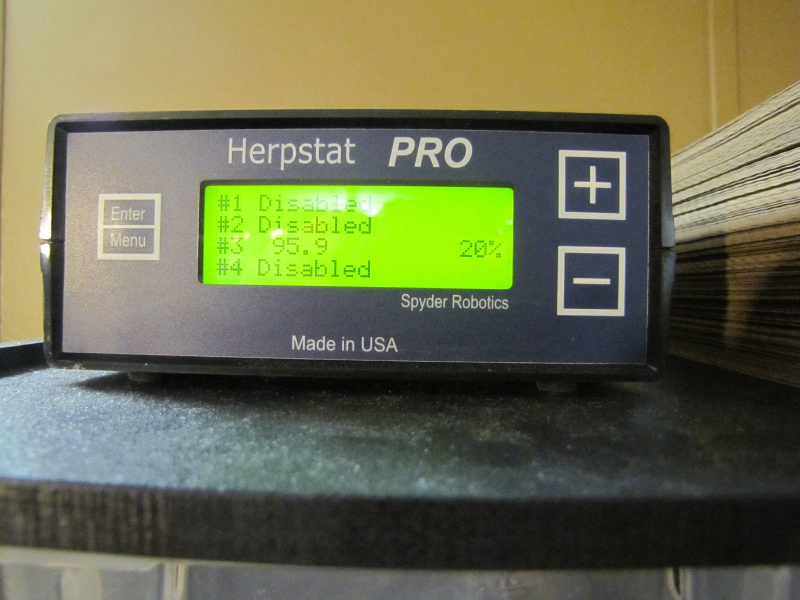 Herpstat PRO
Enter
Menu
#1 Disabled
#2 Disabled
#3 95.9 20%
#4 Disabled
+
−
Spyder Robotics
Made in USA